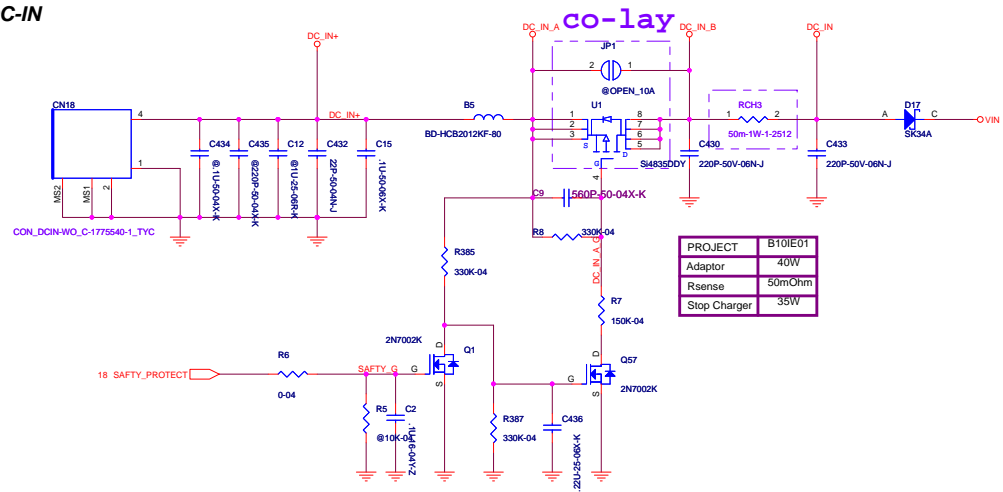 C-IN
co-lay
DC_IN+
DC_IN_A
DC_IN_B
DC_IN
JP1
2
1
@OPEN_10A
CN18
4
1
MS2
MS1
2
CON_DCIN-WO_C-1775540-1_TYC
DC_IN+
B5
BD-HCB2012KF-80
U1
1
2
3
S
8
7
6
5
D
G
4
Si4835DDY
RCH3
1
2
50m-1W-1-2512
D17
A
C
SK34A
VIN
C434
@.1U-50-04X-K
C435
@2220P-50-04X-K
C12
@1U-25-06R-K
C432
22P-50-04N-J
C15
.1U-50-06X-K
C430
220P-50V-06N-J
C433
220P-50V-06N-J
C9
560P-50-04X-K
R8
330K-04
DC_IN_A_G
R385
330K-04
R7
150K-04
PROJECT B10IE01
Adaptor 40W
Rsense 50mOhm
Stop Charger 35W
2N7002K
Q1
D
G
S
18 SAFTY_PROTECT
R6
0-04
SAFTY_G
R5
@10K-04
C2
.1U-16-04Y-Z
R387
330K-04
C436
.22U-25-06X-K
Q57
D
G
S
2N7002K